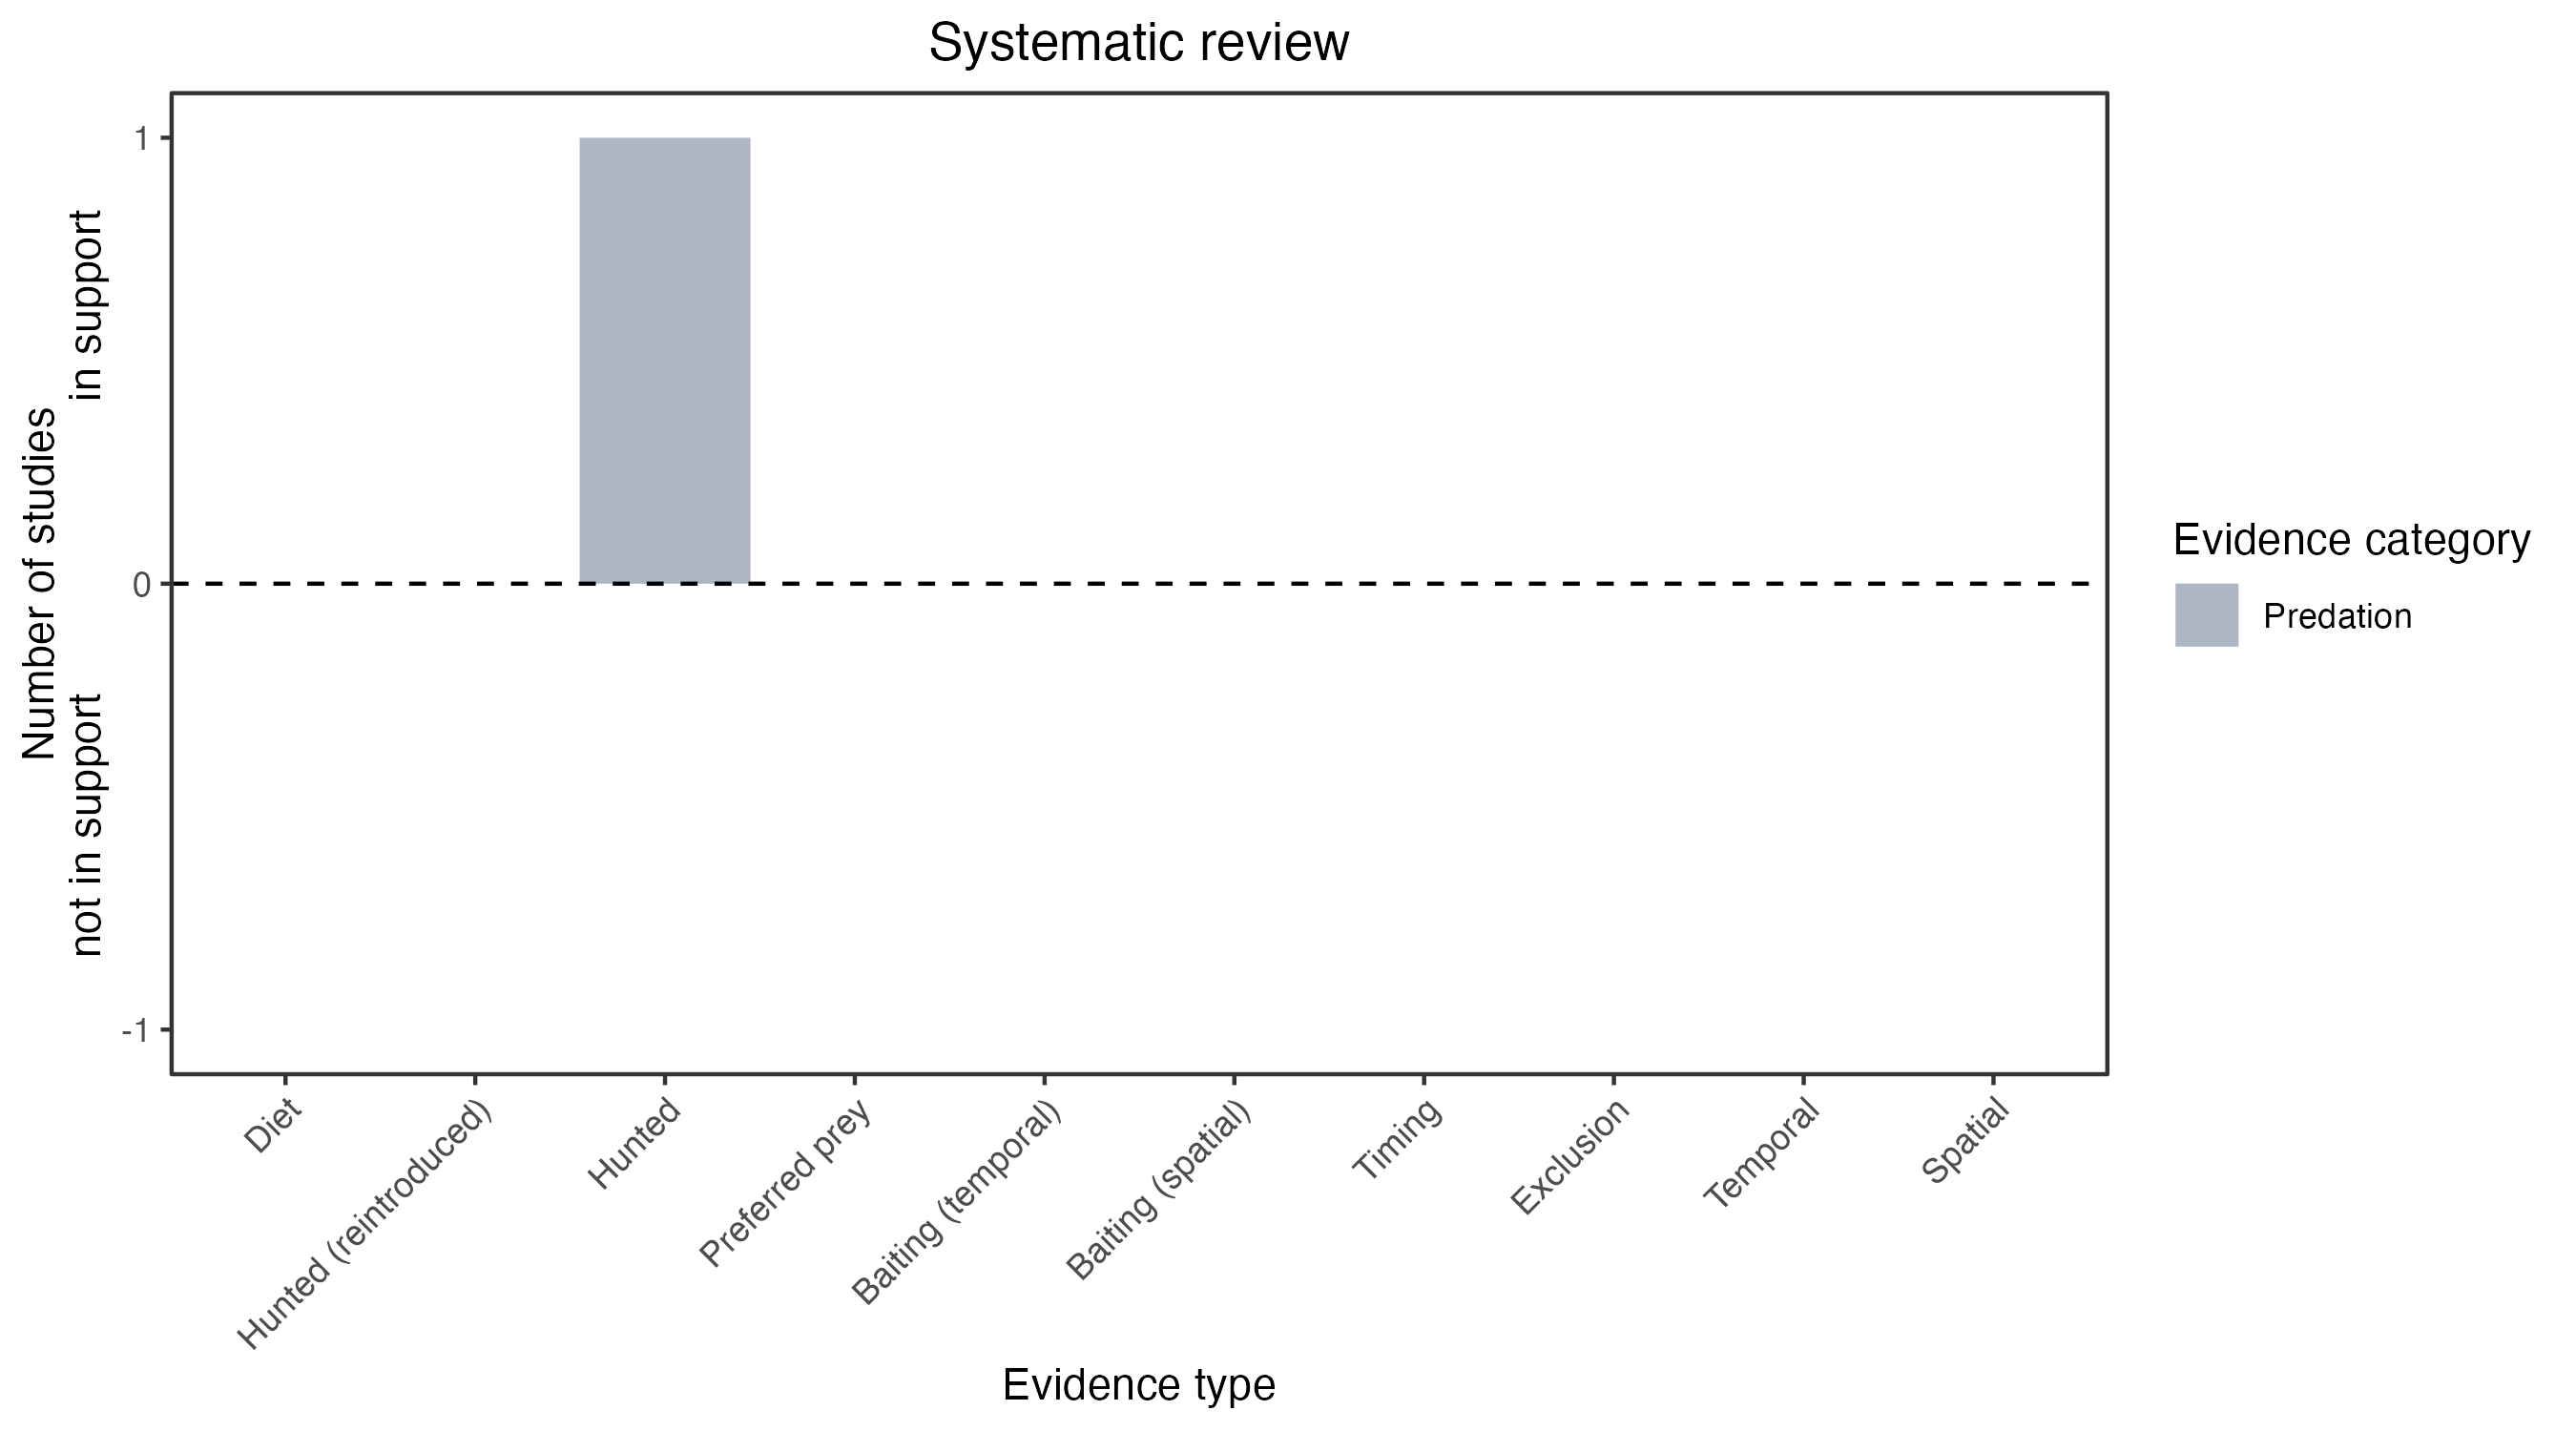 Systematic review
Number of studies
not in support in support
1
0
-1
Diet
Hunted (reintroduced)
Hunted
Preferred prey
Baiting (temporal)
Baiting (spatial)
Timing
Exclusion
Temporal
Spatial
Evidence type
Evidence category
Predation